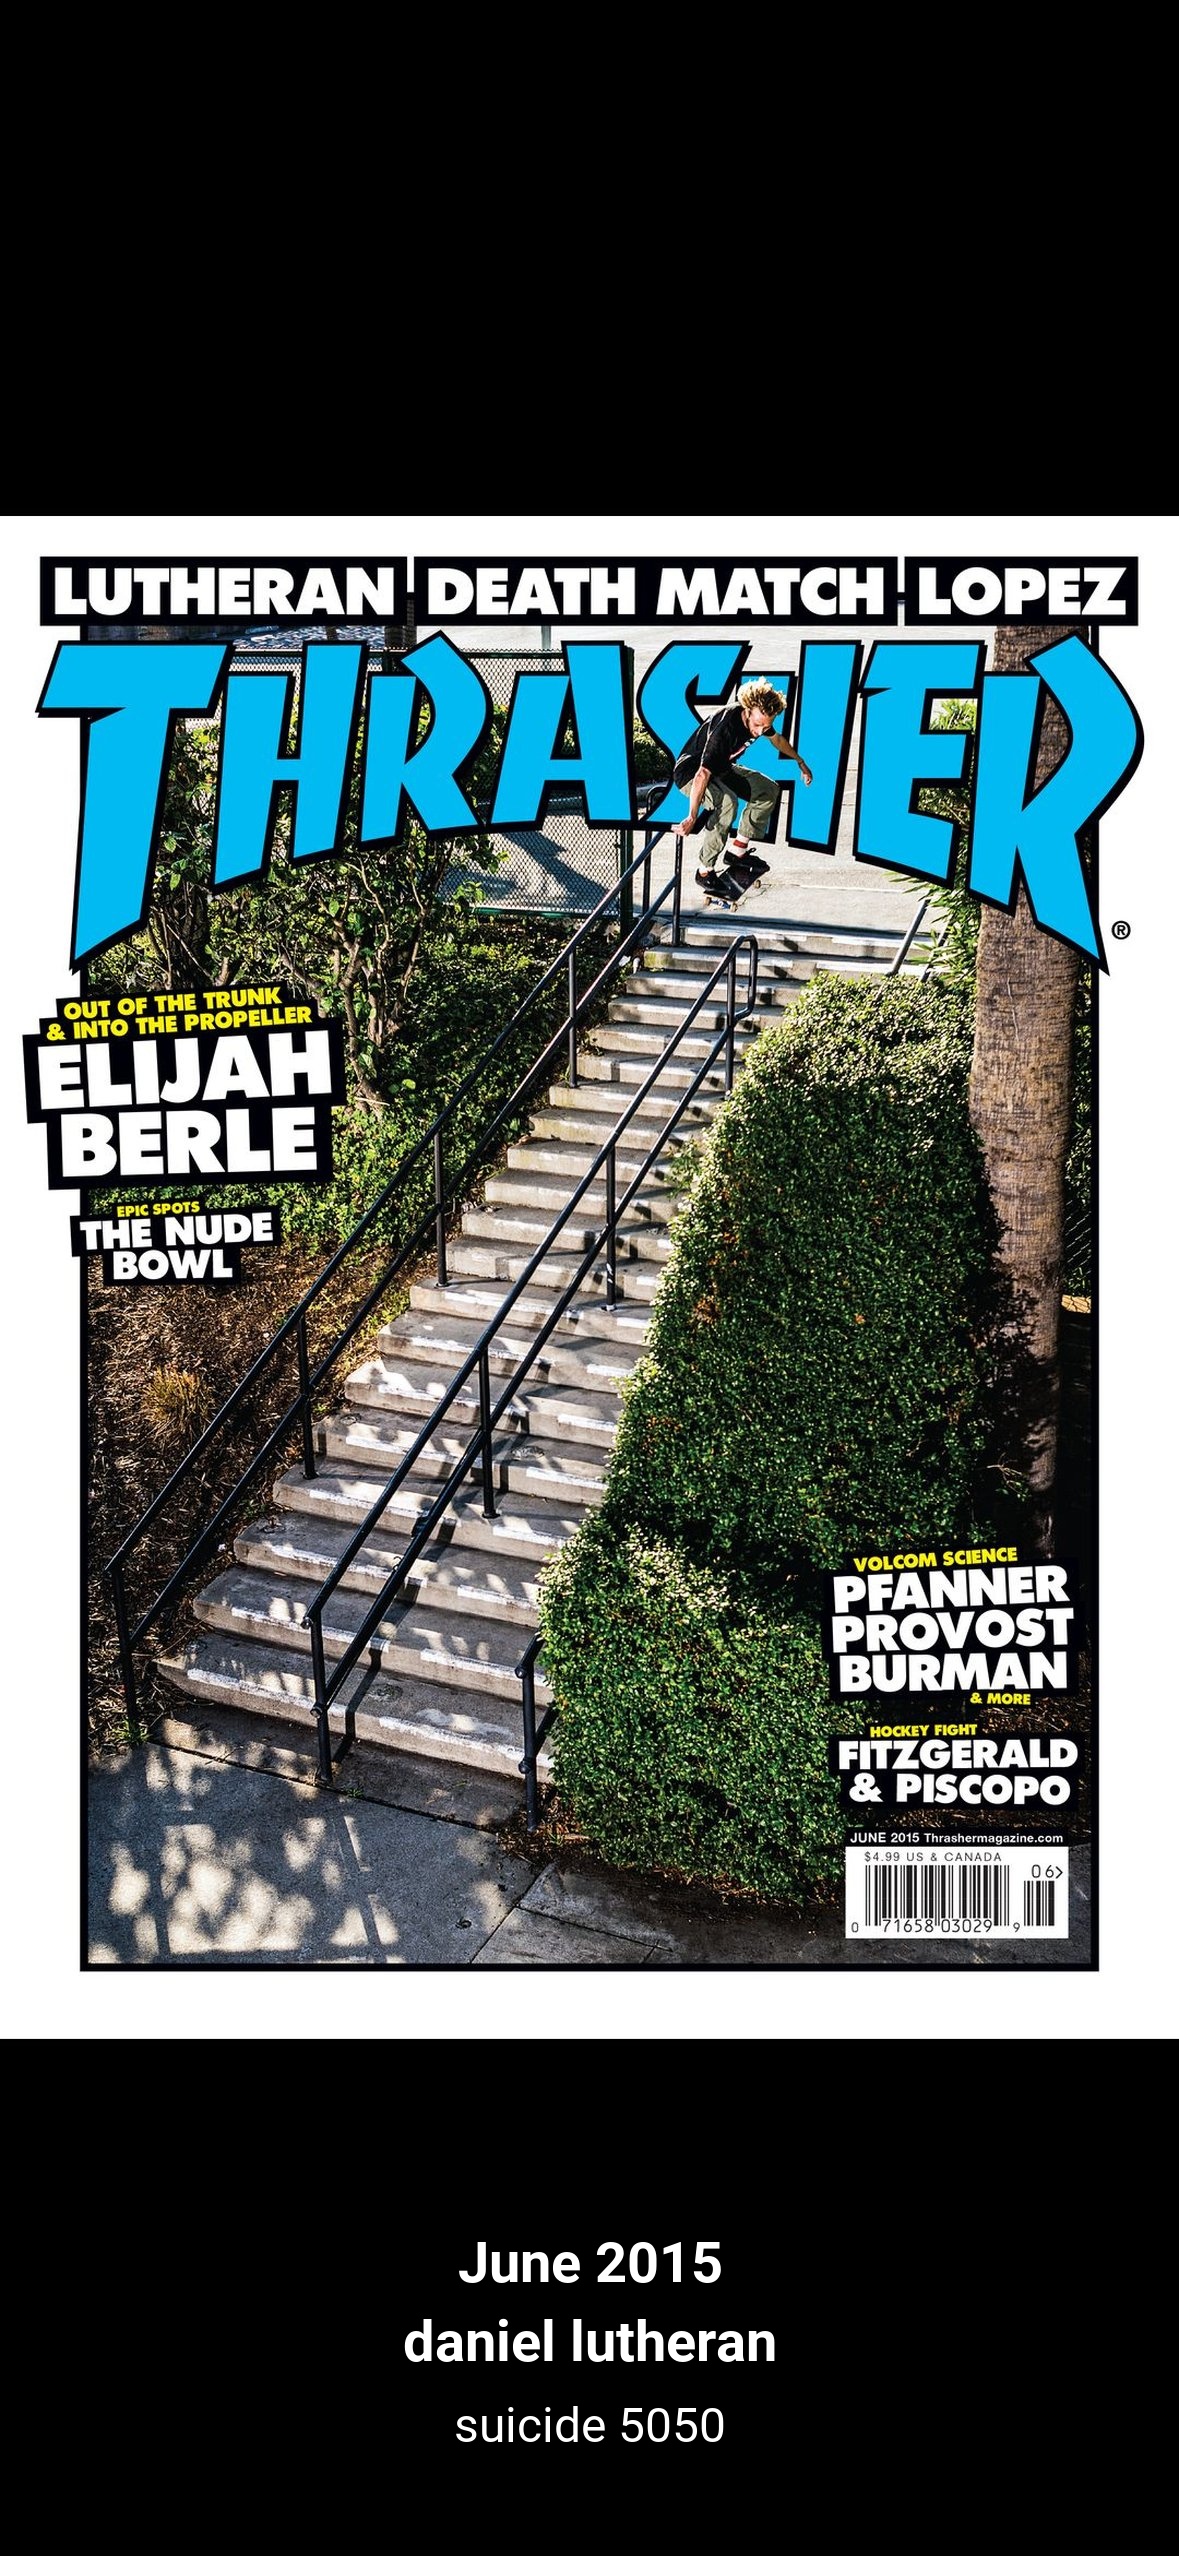 LUTHERAN DEATH MATCH LOPEZ
THRASHER
®
OUT OF THE TRUNK
& INTO THE PROPELLER
ELIJAH
BERLE
EPIC SPOTS
THE NUDE
BOWL
VOLCOM SCIENCE
PFANNER
PROVOST
BURMAN
& MORE
HOCKEY FIGHT
FITZGERALD
& PISCOPO
JUNE 2015 Thrashermagazine.com
$4.99 US & CANADA
06>
0 71658 03029 9
June 2015
daniel lutheran
suicide 5050